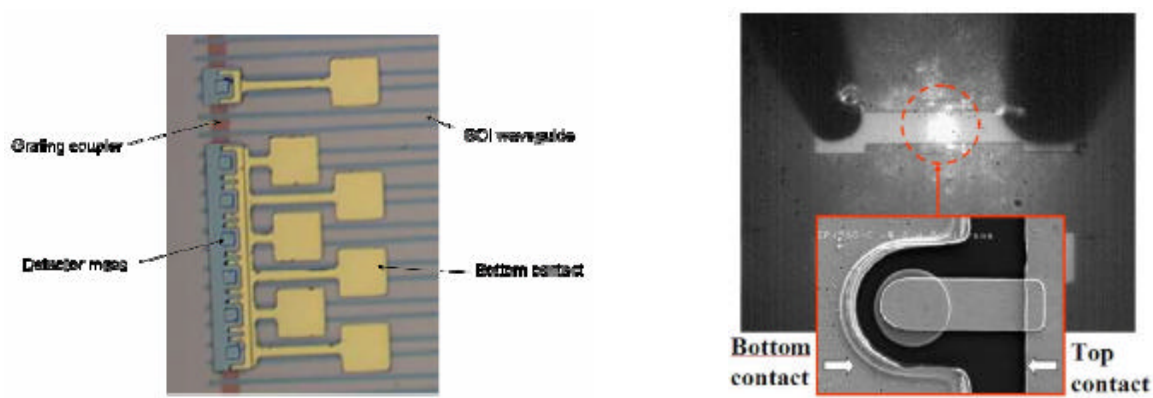 Grating coupler
SOI waveguide
Detector mesa
Bottom contact
Bottom
contact
Top
contact